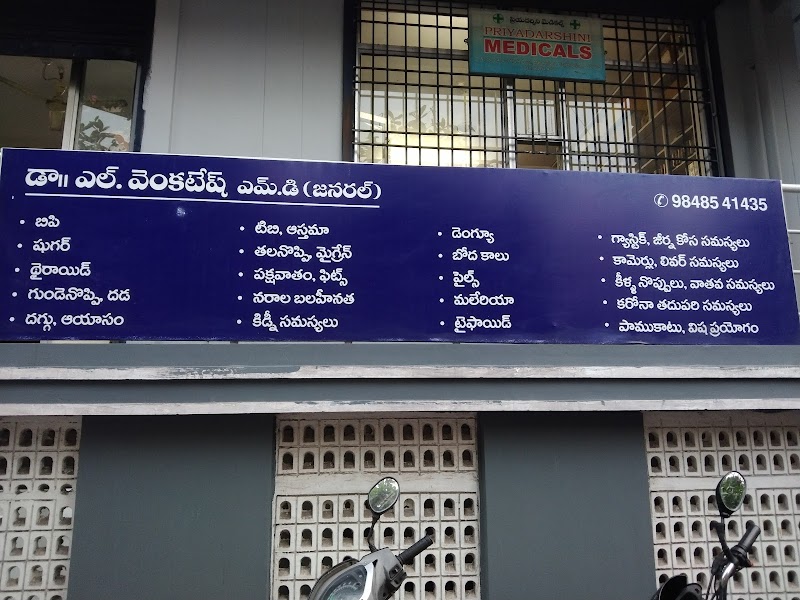 ప్రియదర్శిని మెడికల్స్
PRIYADARSHINI
MEDICALS
డా॥ ఎల్. వెంకటేష్ ఎమ్.డి (జనరల్)
✆ 98485 41435
• బిపి
• షుగర్
• థైరాయిడ్
• గుండెనొప్పి, దడ
• దగ్గు, ఆయాసం
• టిబి, ఆస్తమా
• తలనొప్పి, మైగ్రేన్
• పక్షవాతం, ఫిట్స్
• నరాల బలహీనత
• కిడ్నీ సమస్యలు
• డెంగ్యూ
• బోద కాలు
• పైల్స్
• మలేరియా
• టైఫాయిడ్
• గ్యాస్ట్రిక్, జీర్న కోస సమస్యలు
• కామెర్లు, లివర్ సమస్యలు
• కీళ్ళ నొప్పులు, వాతవ సమస్యలు
• కరోనా తదుపరి సమస్యలు
• పాముకాటు, విష ప్రయోగం